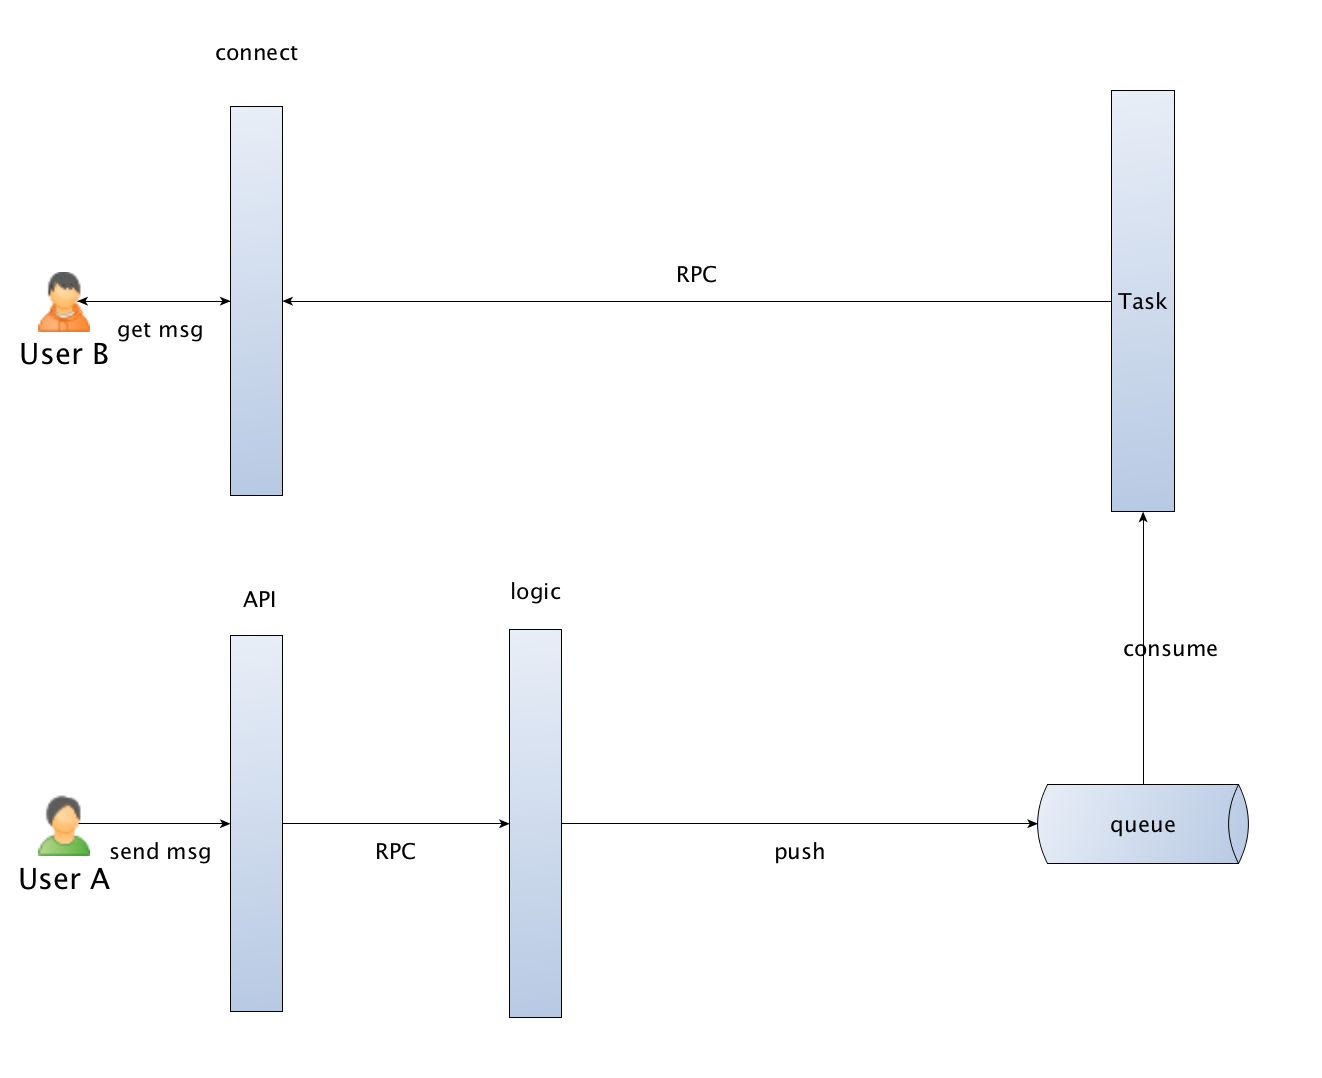 connect
RPC
Task
get msg
User B
API
logic
consume
queue
send msg
RPC
push
User A